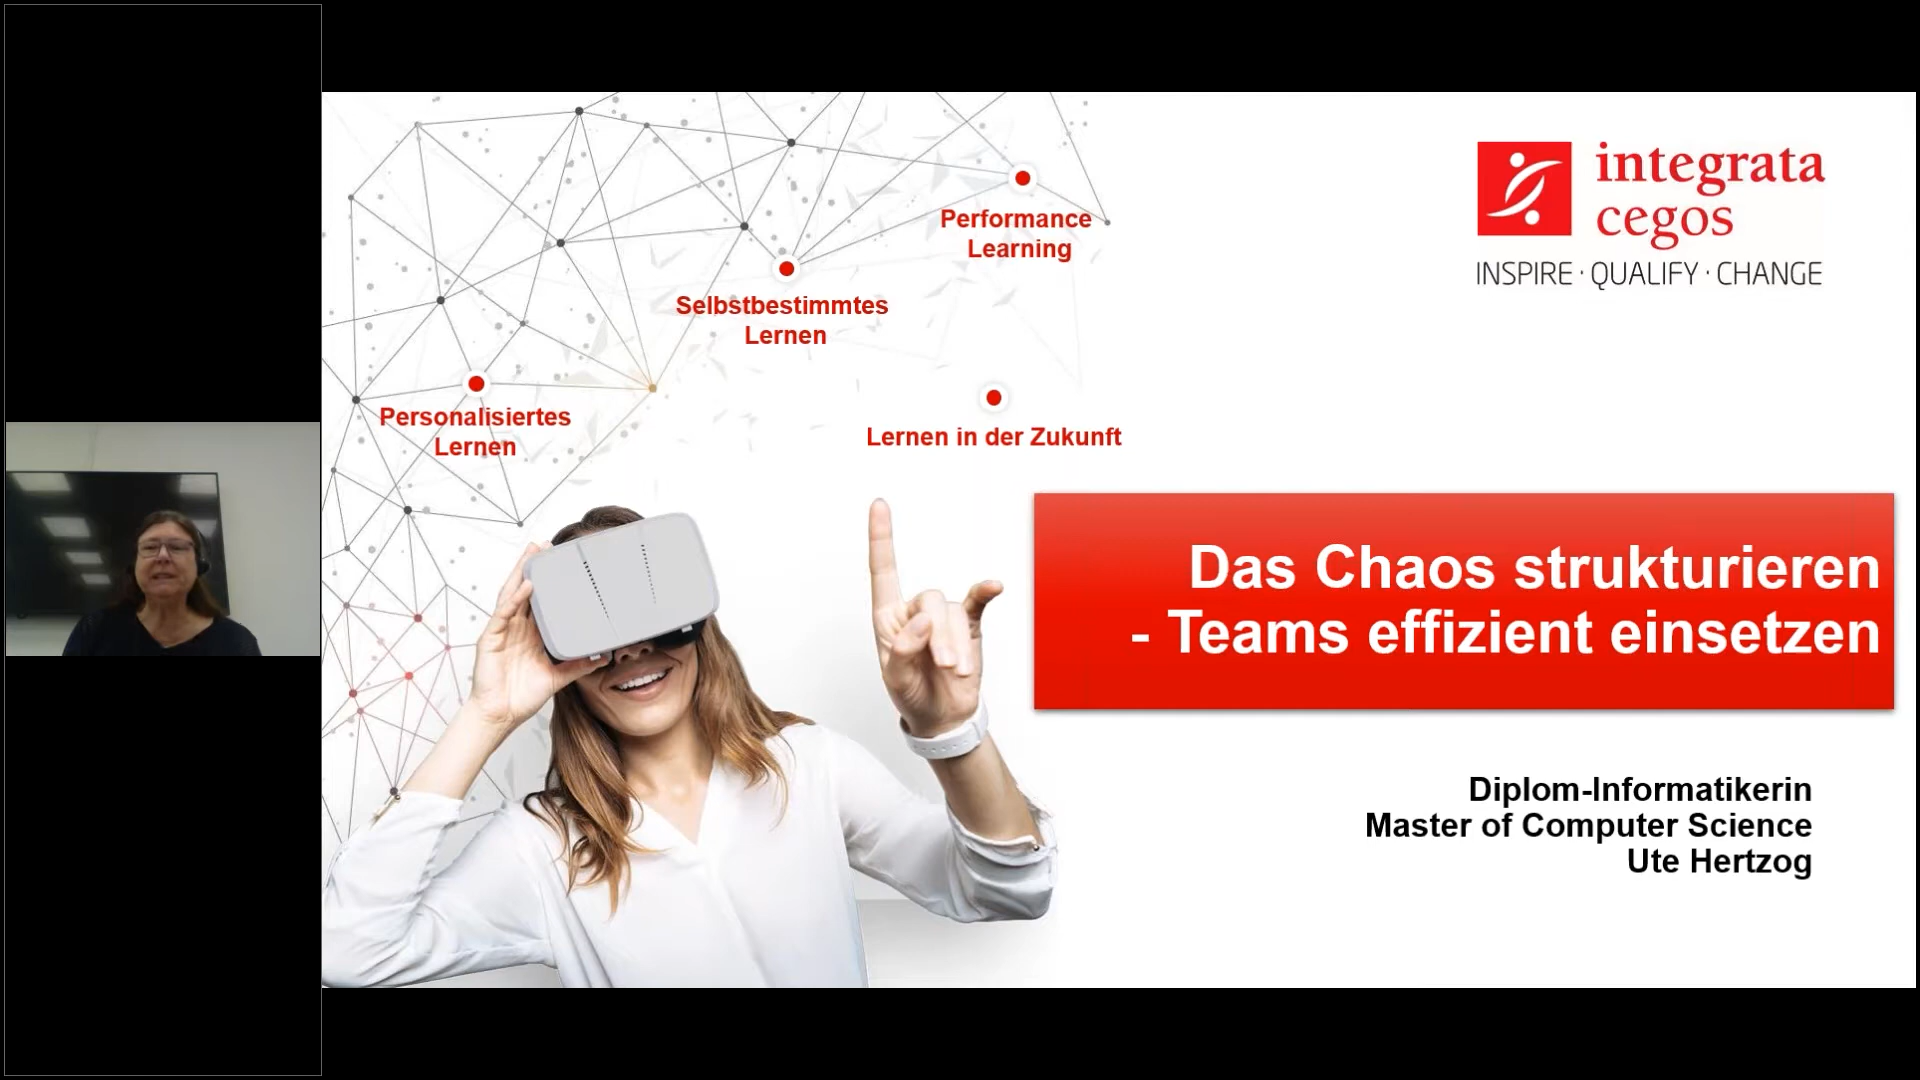 integrata
cegos
INSPIRE · QUALIFY · CHANGE
Performance
Learning
Selbstbestimmtes
Lernen
Personalisiertes
Lernen
Lernen in der Zukunft
Das Chaos strukturieren
- Teams effizient einsetzen
Diplom-Informatikerin
Master of Computer Science
Ute Hertzog